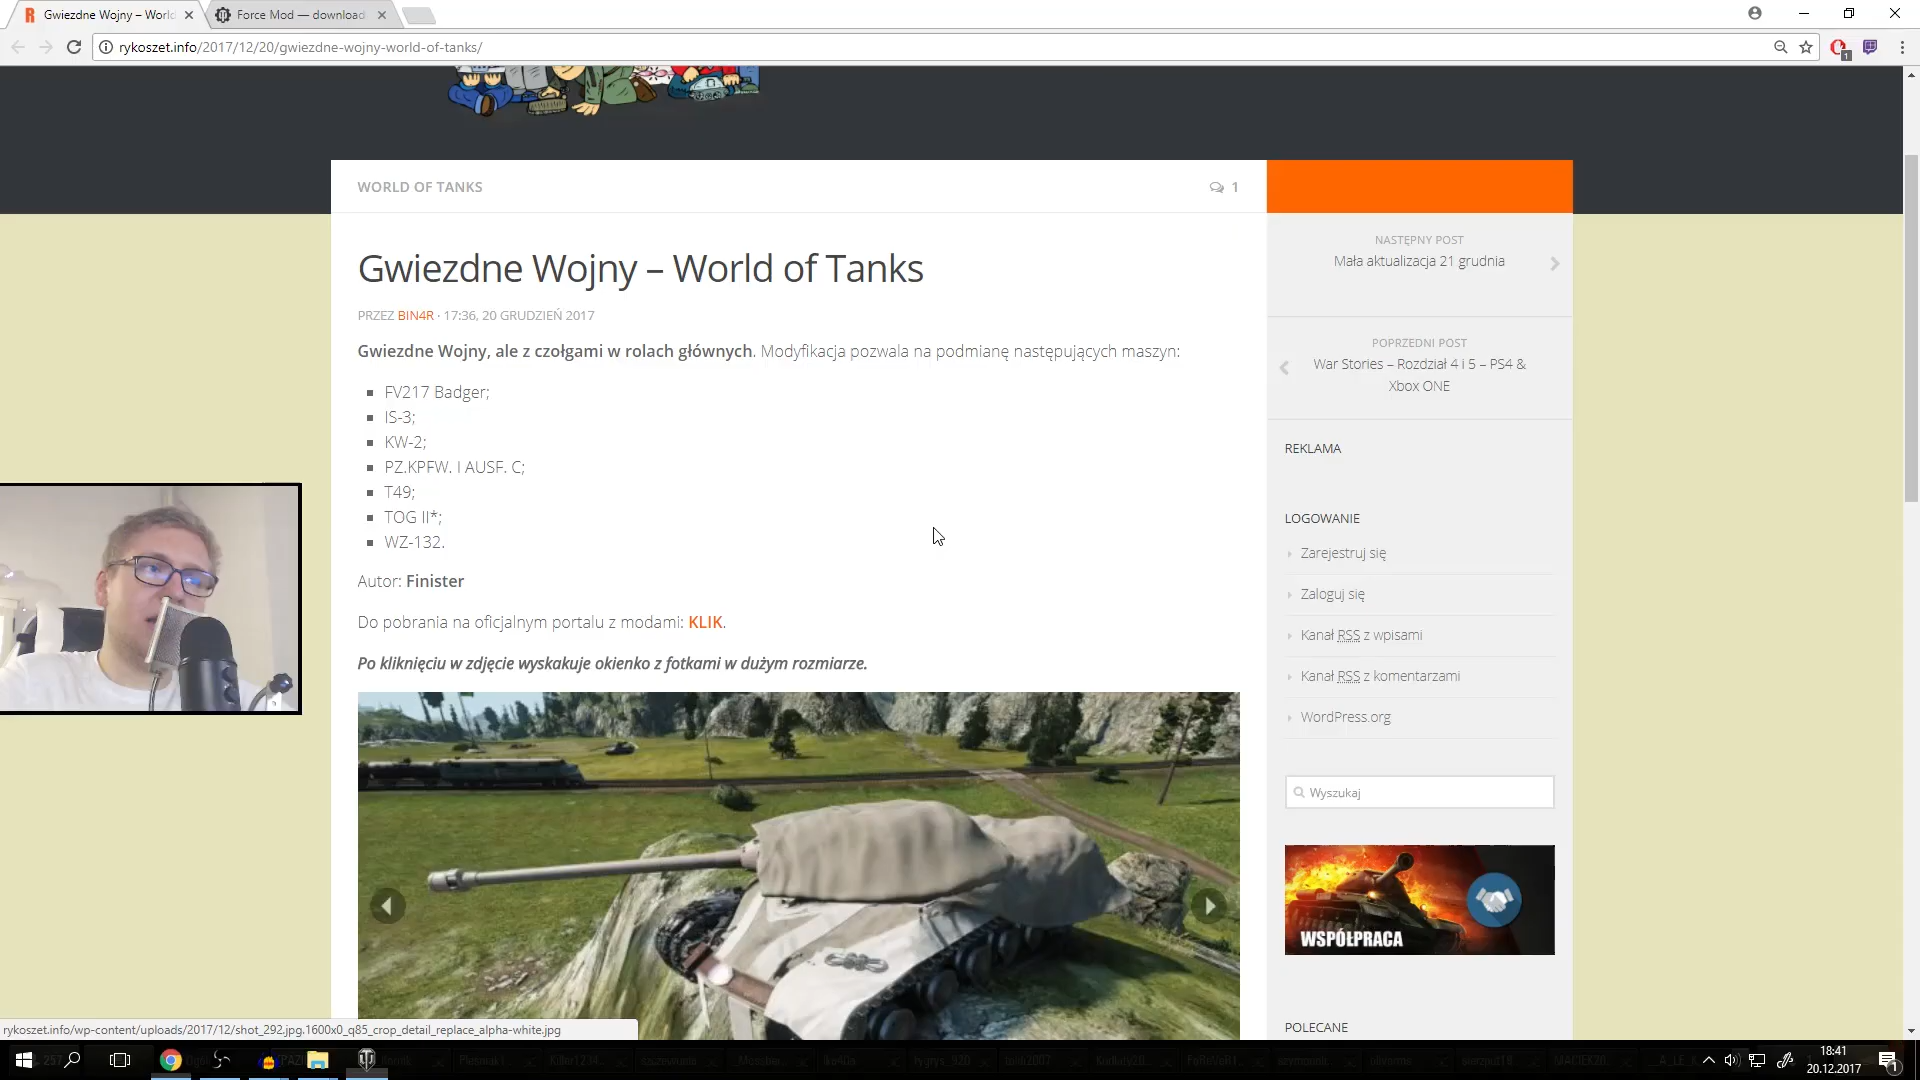 Gwiezdne Wojny – World
Force Mod — download
rykoszet.info/2017/12/20/gwiezdne-wojny-world-of-tanks/
1
WORLD OF TANKS
1
Gwiezdne Wojny – World of Tanks
PRZEZ BIN4R · 17:36, 20 GRUDZIEŃ 2017
Gwiezdne Wojny, ale z czołgami w rolach głównych. Modyfikacja pozwala na podmianę następujących maszyn:
FV217 Badger;
IS-3;
KW-2;
PZ.KPFW. I AUSF. C;
T49;
TOG II*;
WZ-132.
Autor: Finister
Do pobrania na oficjalnym portalu z modami: KLIK.
Po kliknięciu w zdjęcie wyskakuje okienko z fotkami w dużym rozmiarze.
NASTĘPNY POST
Mała aktualizacja 21 grudnia
POPRZEDNI POST
War Stories – Rozdział 4 i 5 – PS4 &
Xbox ONE
REKLAMA
LOGOWANIE
Zarejestruj się
Zaloguj się
Kanał RSS z wpisami
Kanał RSS z komentarzami
WordPress.org
Wyszukaj
WSPÓŁPRACA
POLECANE
rykoszet.info/wp-content/uploads/2017/12/shot_292.jpg.1600x0_q85_crop_detail_replace_alpha-white.jpg
18:41
20.12.2017
1